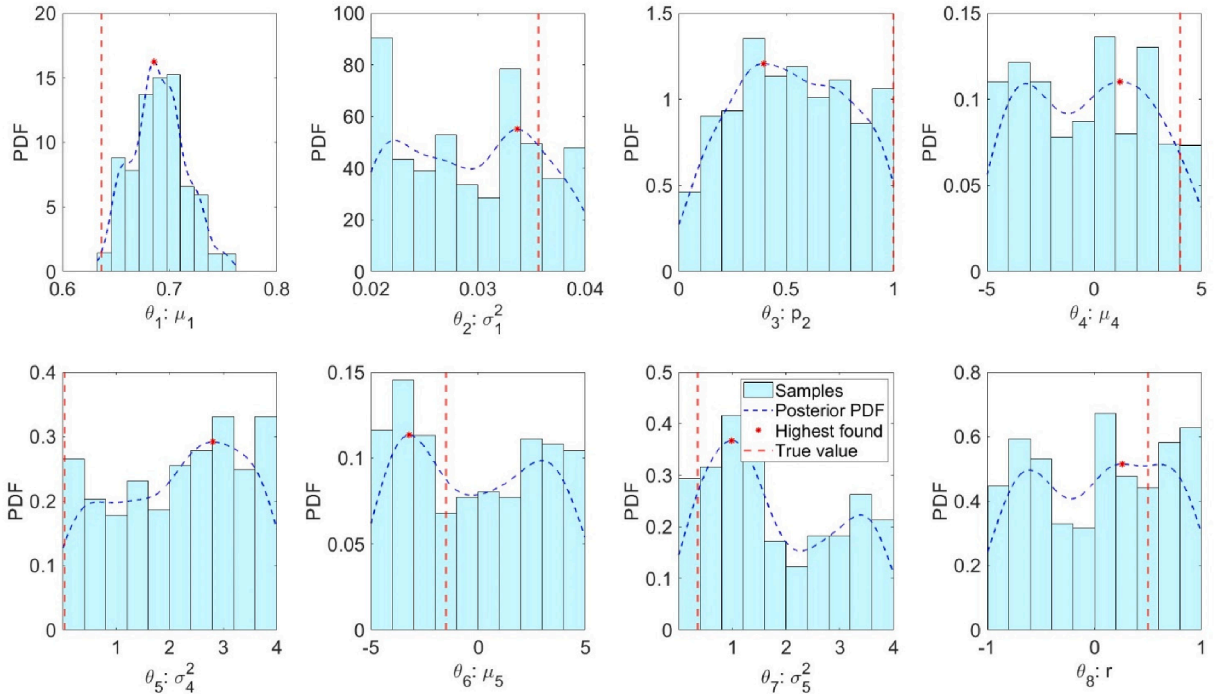 20
15
10
5
0
PDF
0.6 0.7 0.8
θ₁: μ₁
100
80
60
40
20
0
PDF
0.02 0.03 0.04
θ₂: σ₁²
1.5
1
0.5
0
PDF
0 0.5 1
θ₃: p₂
0.15
0.1
0.05
0
PDF
-5 0 5
θ₄: μ₄
0.4
0.3
0.2
0.1
0
PDF
1 2 3 4
θ₅: σ₄²
0.15
0.1
0.05
0
PDF
-5 0 5
θ₆: μ₅
0.5
0.4
0.3
0.2
0.1
0
PDF
1 2 3 4
θ₇: σ₅²
Samples
Posterior PDF
Highest found
True value
0.8
0.6
0.4
0.2
0
PDF
-1 0 1
θ₈: r